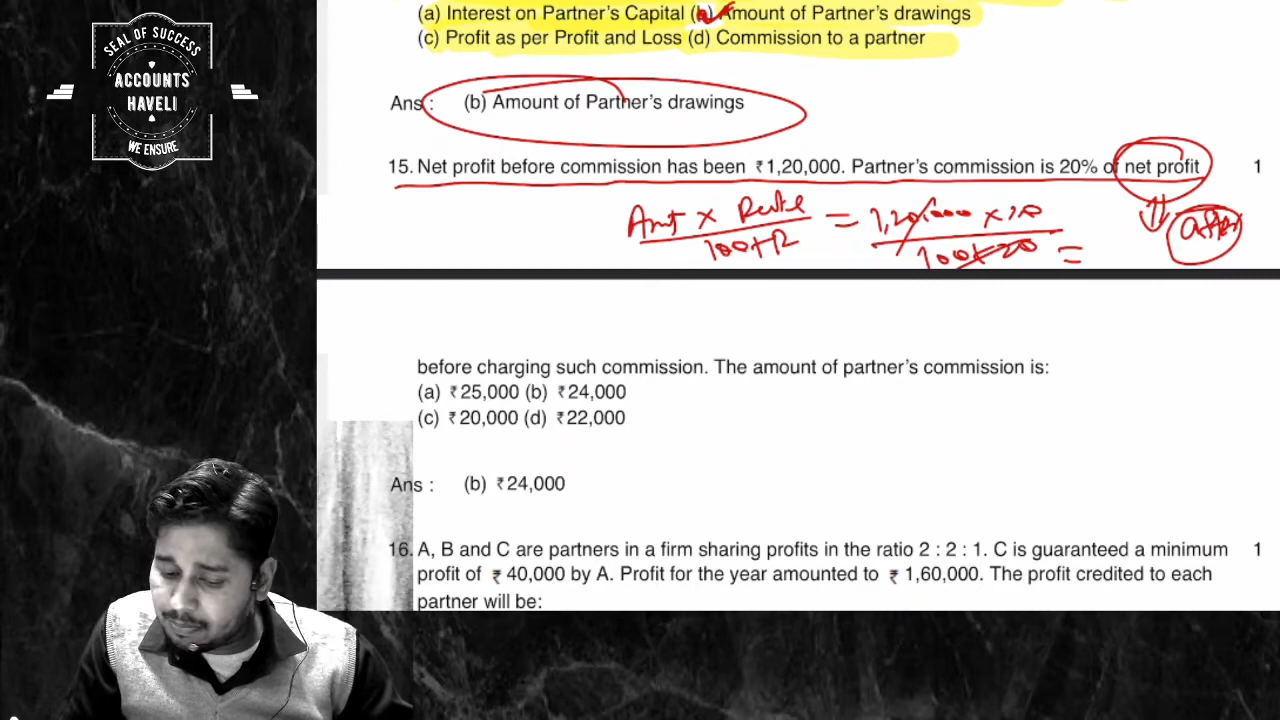 SEAL OF SUCCESS
ACCOUNTS
HAVELI
WE ENSURE
(a) Interest on Partner's Capital (b) Amount of Partner's drawings
(c) Profit as per Profit and Loss (d) Commission to a partner
Ans : (b) Amount of Partner's drawings
15. Net profit before commission has been ₹1,20,000. Partner's commission is 20% of net profit 1
Amt × Rate / 100+R = 1,20,000 × 20 / 100+20 =
after
before charging such commission. The amount of partner's commission is:
(a) ₹25,000 (b) ₹24,000
(c) ₹20,000 (d) ₹22,000
Ans : (b) ₹24,000
16. A, B and C are partners in a firm sharing profits in the ratio 2 : 2 : 1. C is guaranteed a minimum 1
profit of ₹ 40,000 by A. Profit for the year amounted to ₹ 1,60,000. The profit credited to each
partner will be: